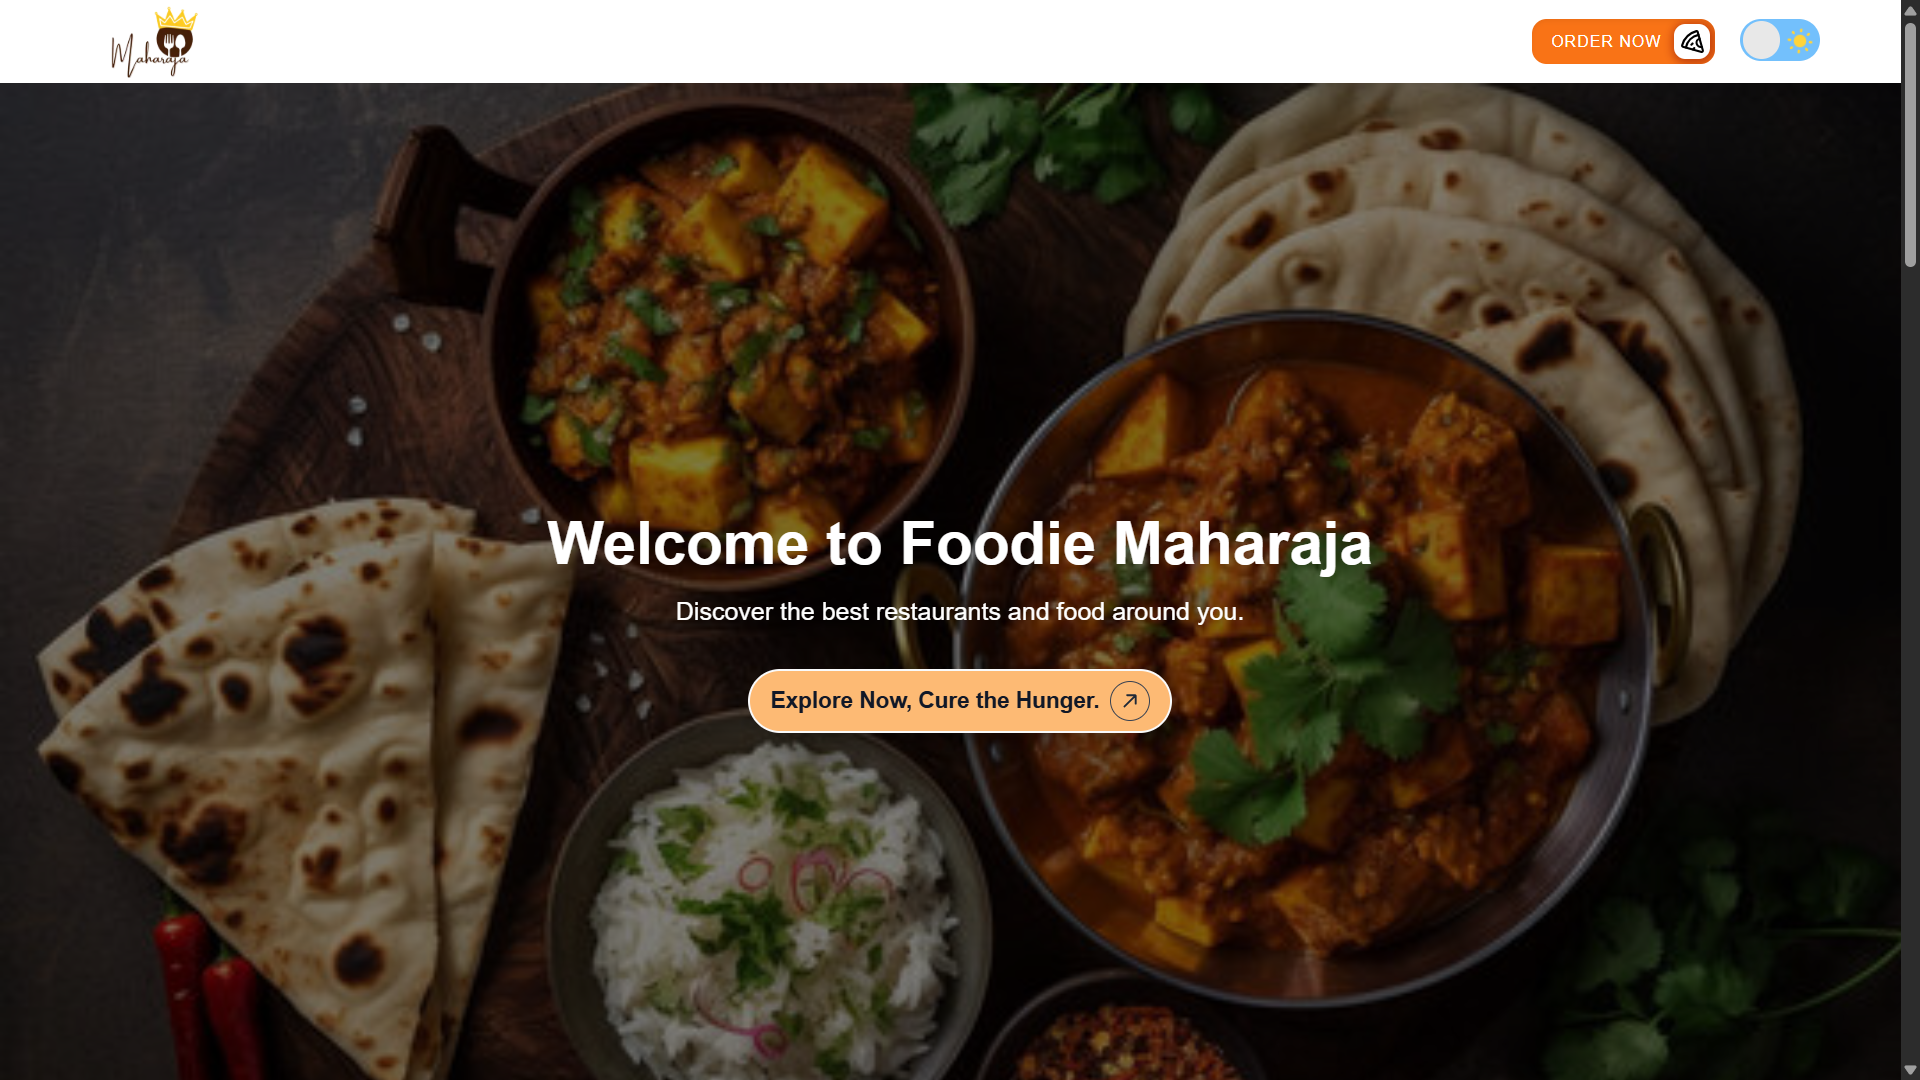 Maharaja
ORDER NOW
Welcome to Foodie Maharaja
Discover the best restaurants and food around you.
Explore Now, Cure the Hunger.